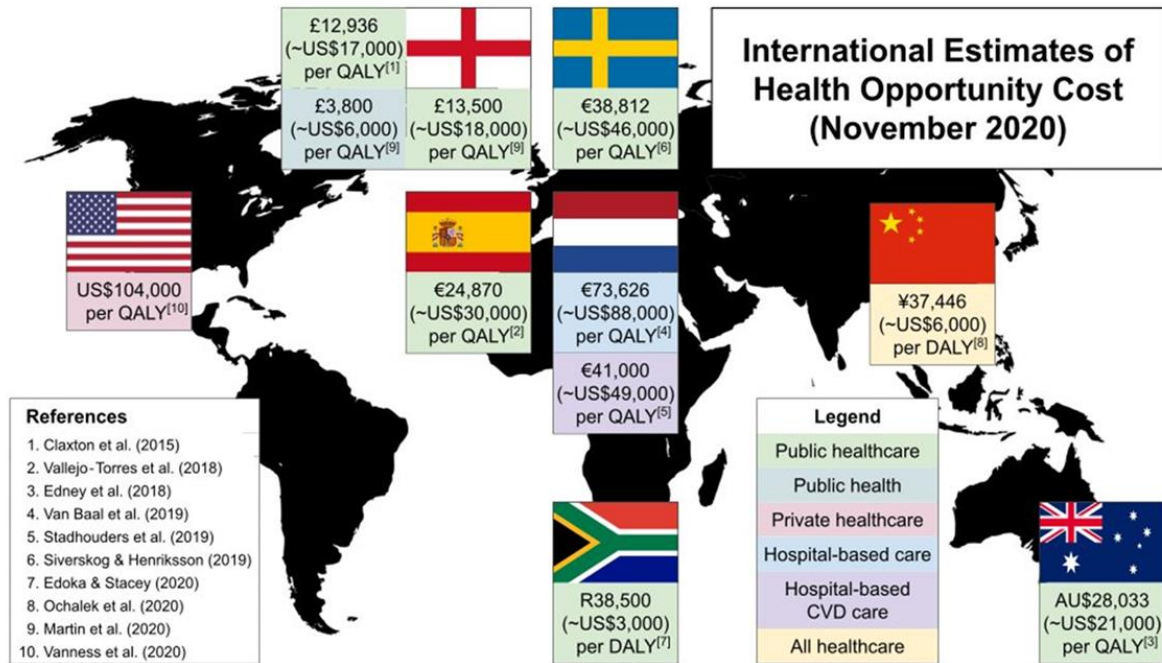 International Estimates of
Health Opportunity Cost
(November 2020)
£12,936
(~US$17,000)
per QALY[1]
£3,800
(~US$6,000)
per QALY[9]
£13,500
(~US$18,000)
per QALY[9]
€38,812
(~US$46,000)
per QALY[6]
US$104,000
per QALY[10]
€24,870
(~US$30,000)
per QALY[2]
€73,626
(~US$88,000)
per QALY[4]
€41,000
(~US$49,000)
per QALY[5]
¥37,446
(~US$6,000)
per DALY[8]
R38,500
(~US$3,000)
per DALY[7]
AU$28,033
(~US$21,000)
per QALY[3]
References
1. Claxton et al. (2015)
2. Vallejo-Torres et al. (2018)
3. Edney et al. (2018)
4. Van Baal et al. (2019)
5. Stadhouders et al. (2019)
6. Siverskog & Henriksson (2019)
7. Edoka & Stacey (2020)
8. Ochalek et al. (2020)
9. Martin et al. (2020)
10. Vanness et al. (2020)
Legend
Public healthcare
Public health
Private healthcare
Hospital-based care
Hospital-based
CVD care
All healthcare